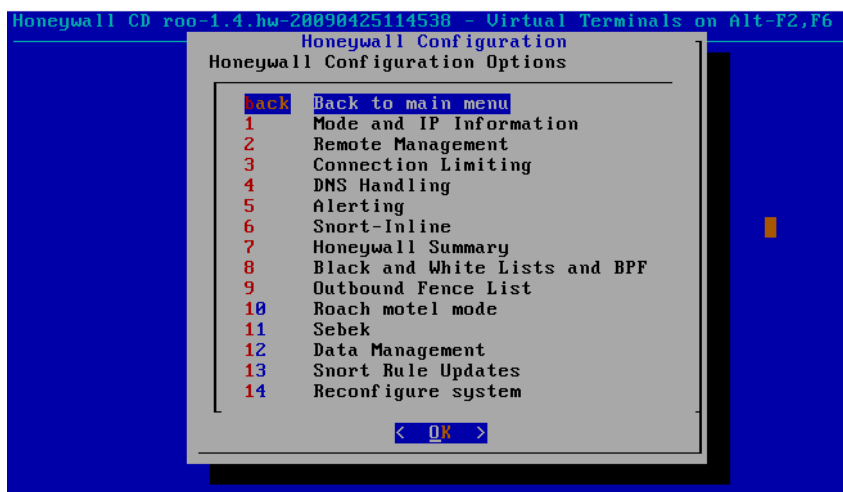 Honeywall CD roo-1.4.hw-20090425114538 - Virtual Terminals on Alt-F2,F6
Honeywall Configuration
Honeywall Configuration Options
back Back to main menu
1 Mode and IP Information
2 Remote Management
3 Connection Limiting
4 DNS Handling
5 Alerting
6 Snort-Inline
7 Honeywall Summary
8 Black and White Lists and BPF
9 Outbound Fence List
10 Roach motel mode
11 Sebek
12 Data Management
13 Snort Rule Updates
14 Reconfigure system
< OK >